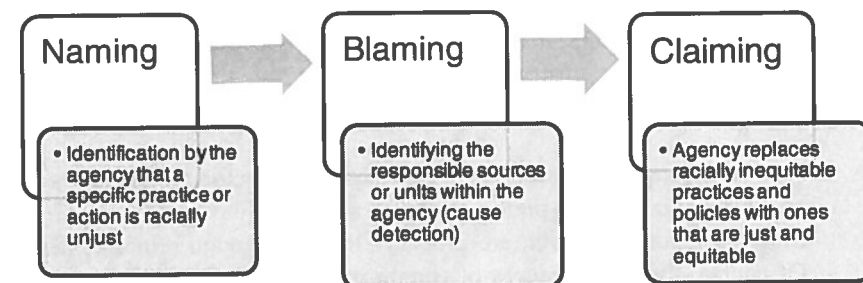 Naming
• Identification by the
agency that a
specific practice or
action is racially
unjust
Blaming
• Identifying the
responsible sources
or units within the
agency (cause
detection)
Claiming
• Agency replaces
racially inequitable
practices and
policies with ones
that are just and
equitable